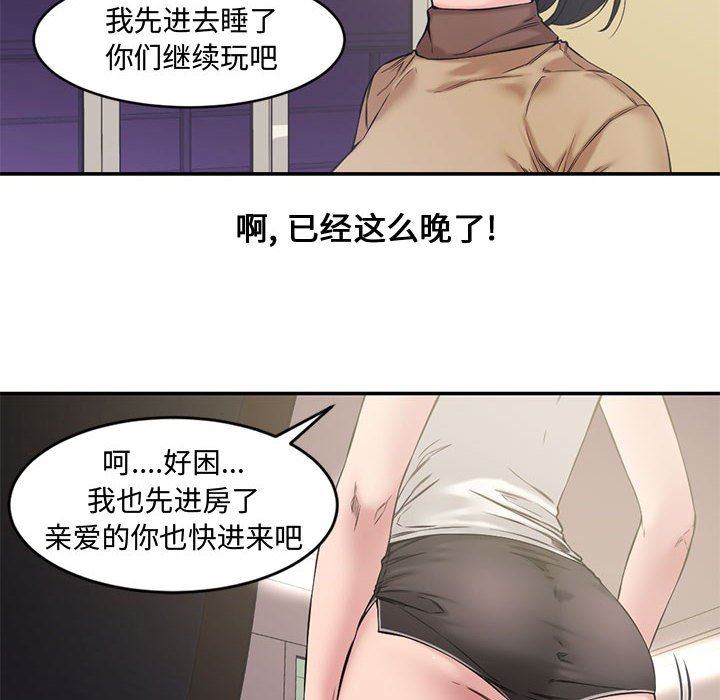 我先进去睡了
你们继续玩吧
啊, 已经这么晚了!
呵....好困...
我也先进房了
亲爱的你也快进来吧